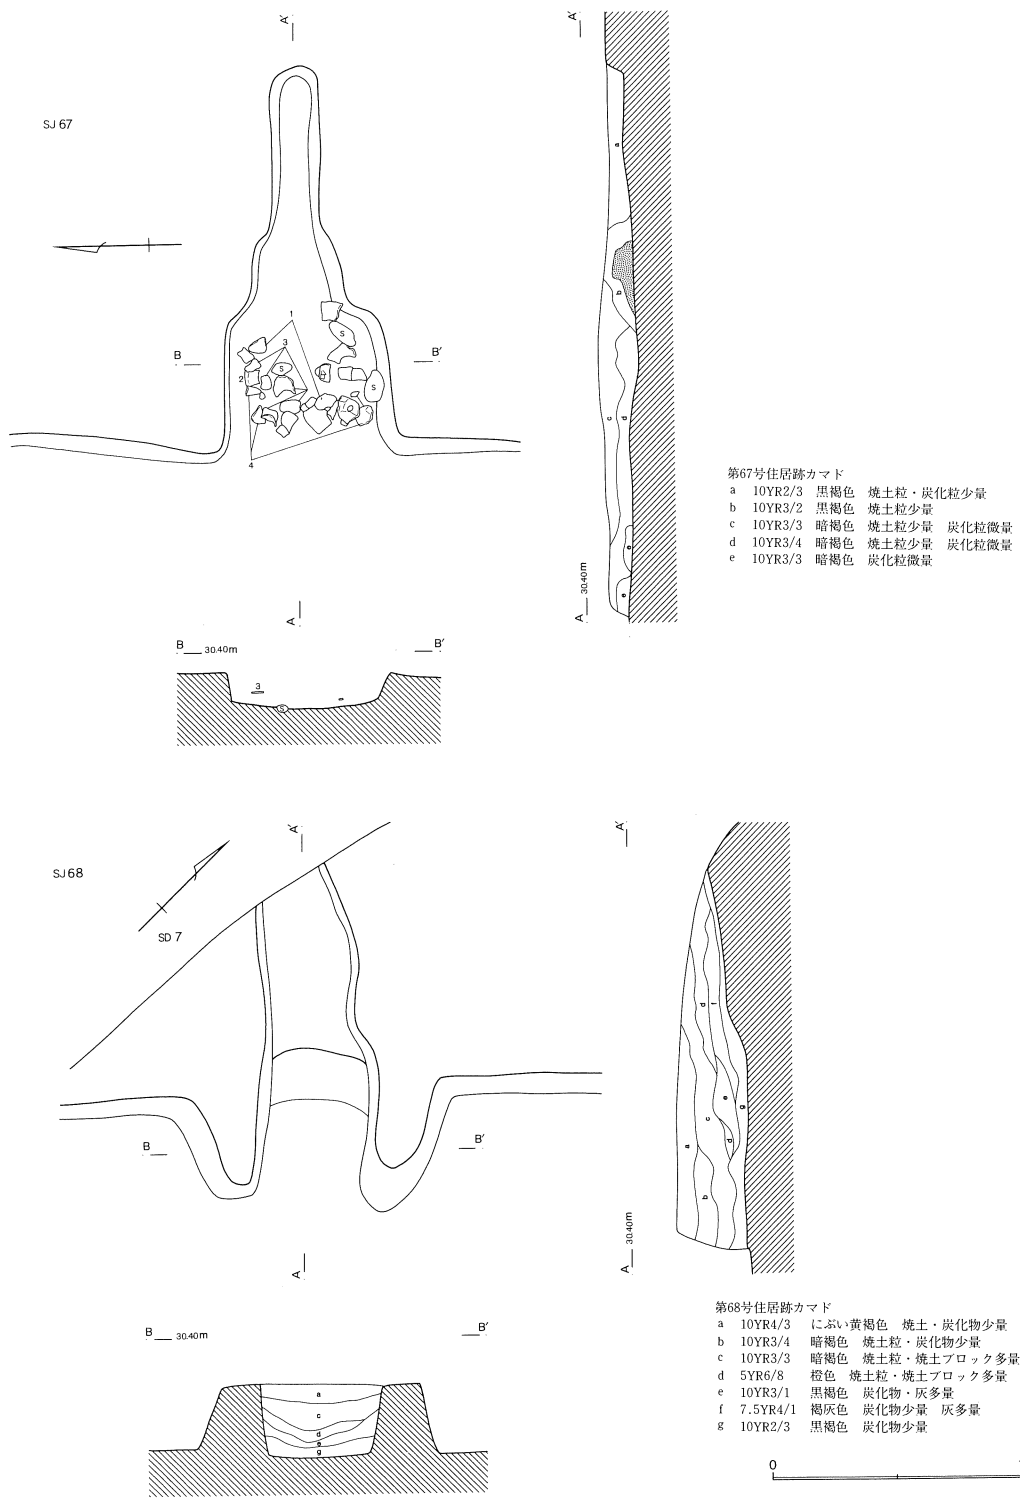 A′
A′
SJ 67
a
b
1
S
3
B
B′
S
2
S
c
d
4
第67号住居跡カマド
a 10YR2/3 黒褐色 焼土粒・炭化粒少量
b 10YR3/2 黒褐色 焼土粒少量
c 10YR3/3 暗褐色 焼土粒少量 炭化粒微量
d 10YR3/4 暗褐色 焼土粒少量 炭化粒微量
e 10YR3/3 暗褐色 炭化粒微量
e
e
A
A 30.40m
B 30.40m
B′
3
S
A′
A′
SJ 68
SD 7
d
f
e
g
c
d
a
b
B
B′
A
A 30.40m
第68号住居跡カマド
a 10YR4/3 にぶい黄褐色 焼土・炭化物少量
b 10YR3/4 暗褐色 焼土粒・炭化物少量
c 10YR3/3 暗褐色 焼土粒・焼土ブロック多量
d 5YR6/8 橙色 焼土粒・焼土ブロック多量
e 10YR3/1 黒褐色 炭化物・灰多量
f 7.5YR4/1 褐灰色 炭化物少量 灰多量
g 10YR2/3 黒褐色 炭化物少量
B 30.40m
B′
a
c
d
e
g
0